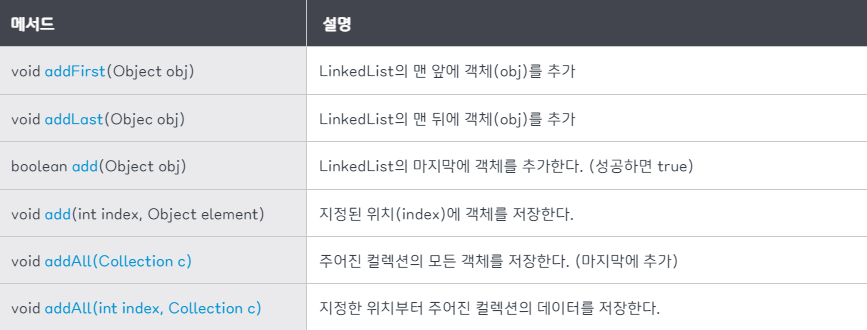 메서드 설명
void addFirst(Object obj) LinkedList의 맨 앞에 객체(obj)를 추가
void addLast(Objec obj) LinkedList의 맨 뒤에 객체(obj)를 추가
boolean add(Object obj) LinkedList의 마지막에 객체를 추가한다. (성공하면 true)
void add(int index, Object element) 지정된 위치(index)에 객체를 저장한다.
void addAll(Collection c) 주어진 컬렉션의 모든 객체를 저장한다. (마지막에 추가)
void addAll(int index, Collection c) 지정한 위치부터 주어진 컬렉션의 데이터를 저장한다.